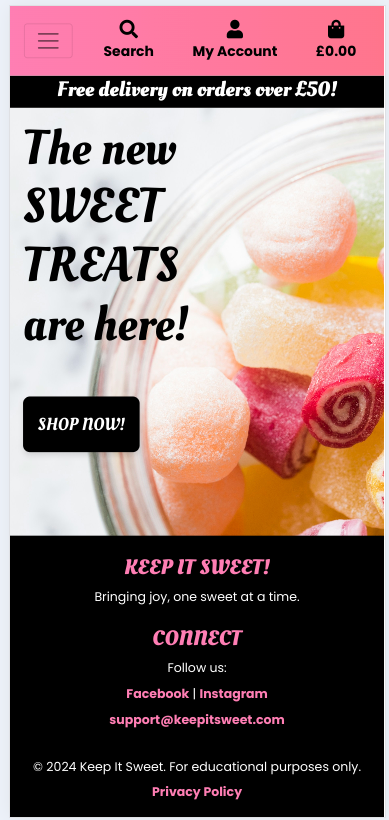 Search My Account £0.00
Free delivery on orders over £50!
The new
SWEET
TREATS
are here!
SHOP NOW!
KEEP IT SWEET!
Bringing joy, one sweet at a time.
CONNECT
Follow us:
Facebook | Instagram
support@keepitsweet.com
© 2024 Keep It Sweet. For educational purposes only.
Privacy Policy